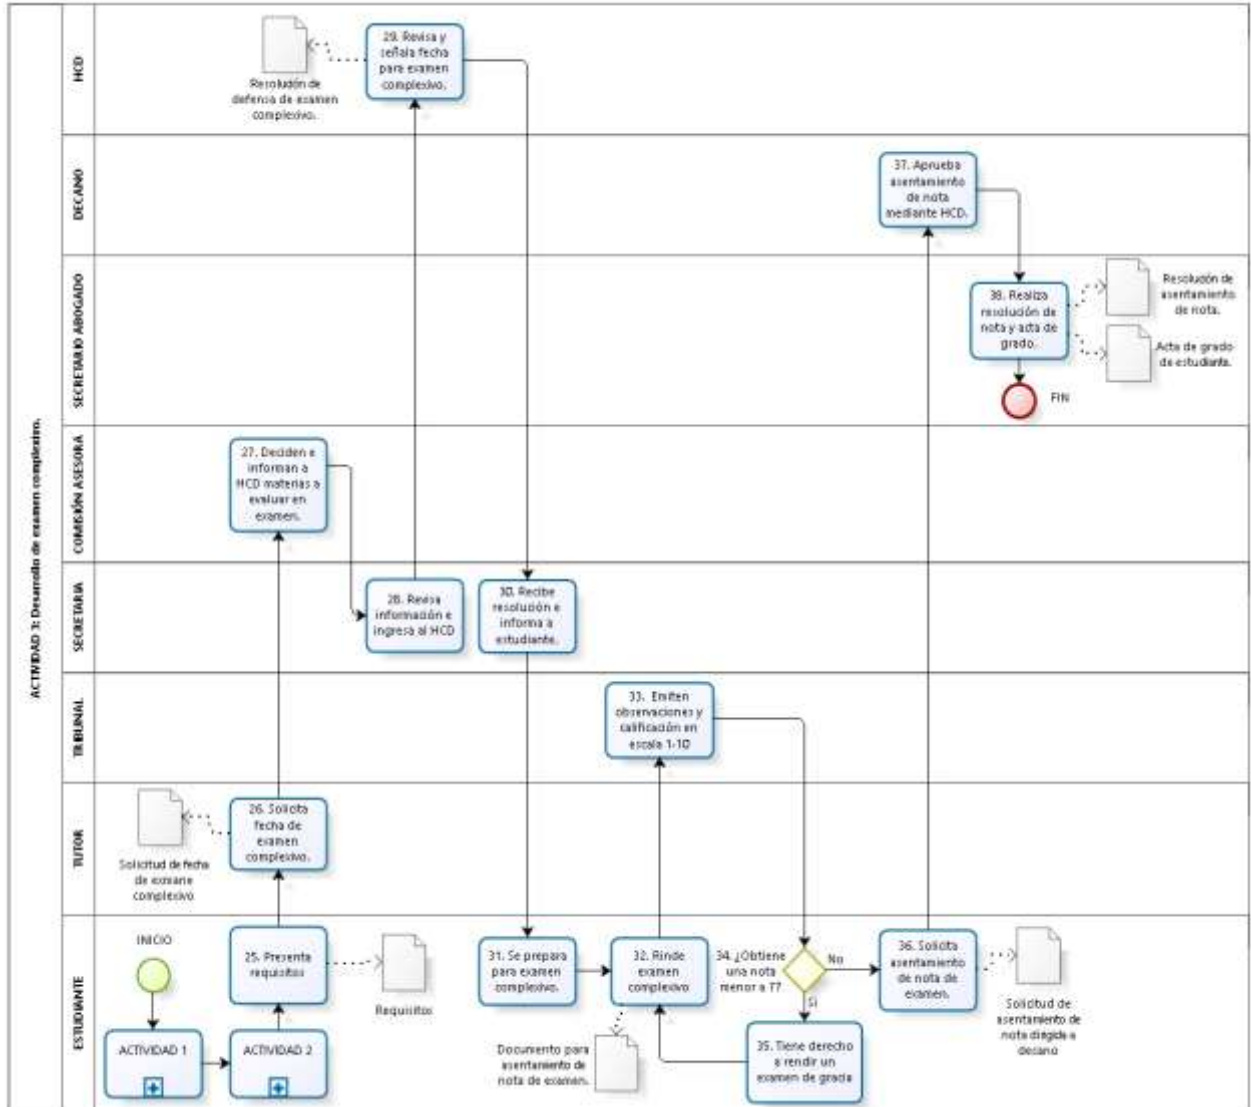 ACTIVIDAD 3: Desarrollo de examen complexivo.
HCD
Resolución de
defensa de examen
complexivo.
29. Revisa y
señala fecha
para examen
complexivo.
DECANO
37. Aprueba
asentamiento
de nota
mediante HCD.
SECRETARIO ABOGADO
38. Realiza
resolución de
nota y acta de
grado.
Resolución de
asentamiento
de nota.
Acta de grado
de estudiante.
FIN
COMISIÓN ASESORA
27. Deciden e
informan a
HCD materias a
evaluar en
examen.
SECRETARIA
28. Revisa
información e
ingresa al HCD
30. Recibe
resolución e
informa a
estudiante.
TRIBUNAL
33. Emiten
observaciones y
calificación en
escala 1-10
TUTOR
Solicitud de fecha
de exmane
complexivo
26. Solicita
fecha de
examen
complexivo.
ESTUDIANTE
INICIO
ACTIVIDAD 1
ACTIVIDAD 2
25. Presenta
requisitos
Requisitos
31. Se prepara
para examen
complexivo.
32. Rinde
examen
complexivo
Documento para
asentamiento de
nota de examen.
34. ¿Obtiene
una nota
menor a 7?
No
Si
35. Tiene derecho
a rendir un
examen de gracia
36. Solicita
asentamiento
de nota de
examen.
Solicitud de
asentamiento de
nota dirigida a
decano